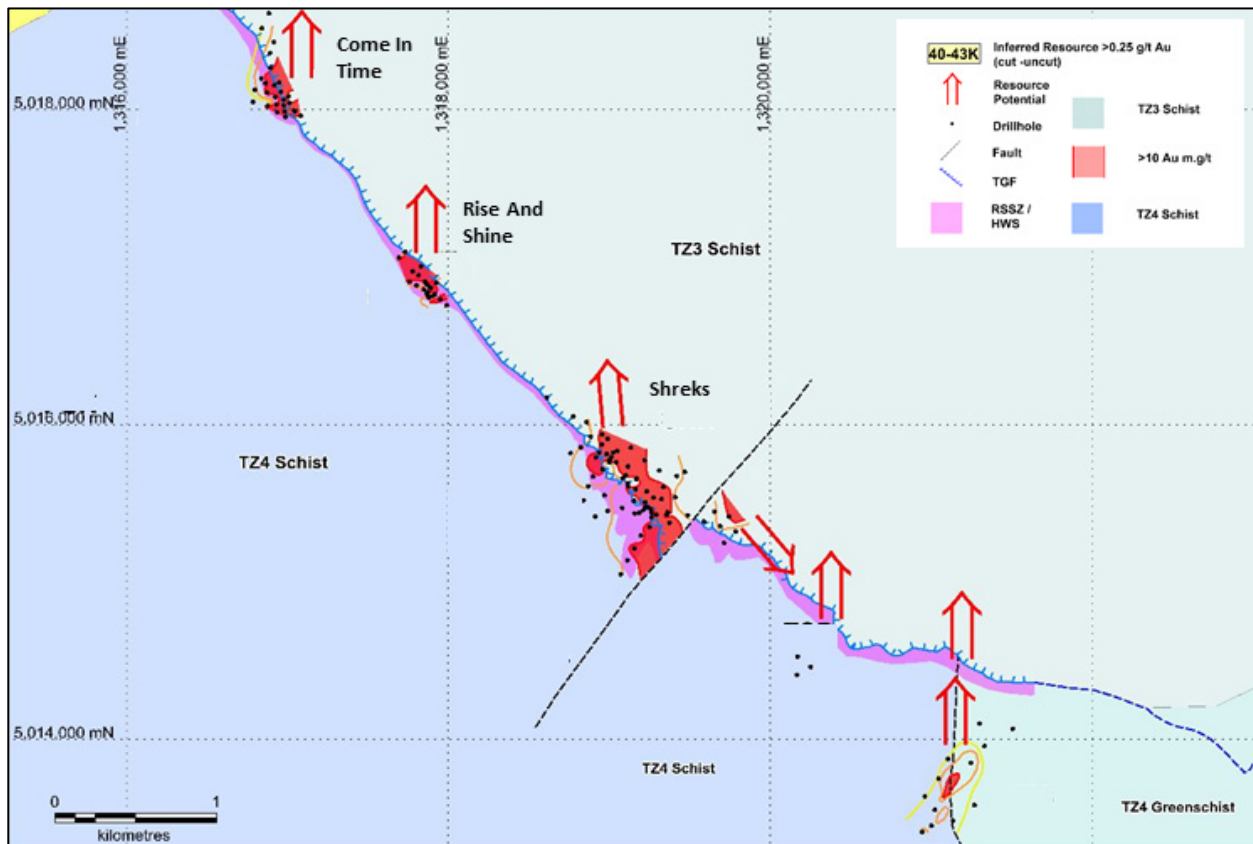 Come In
Time
5,018,000 mN
1,316,000 mE
1,318,000 mE
1,320,000 mE
40-43K
Inferred Resource >0.25 g/t Au
(cut -uncut)
Resource
Potential
Drillhole
Fault
TGF
RSSZ /
HWS
TZ3 Schist
>10 Au m.g/t
TZ4 Schist
Rise And
Shine
TZ3 Schist
Shreks
5,016,000 mN
TZ4 Schist
5,014,000 mN
TZ4 Schist
TZ4 Greenschist
0
1
kilometres